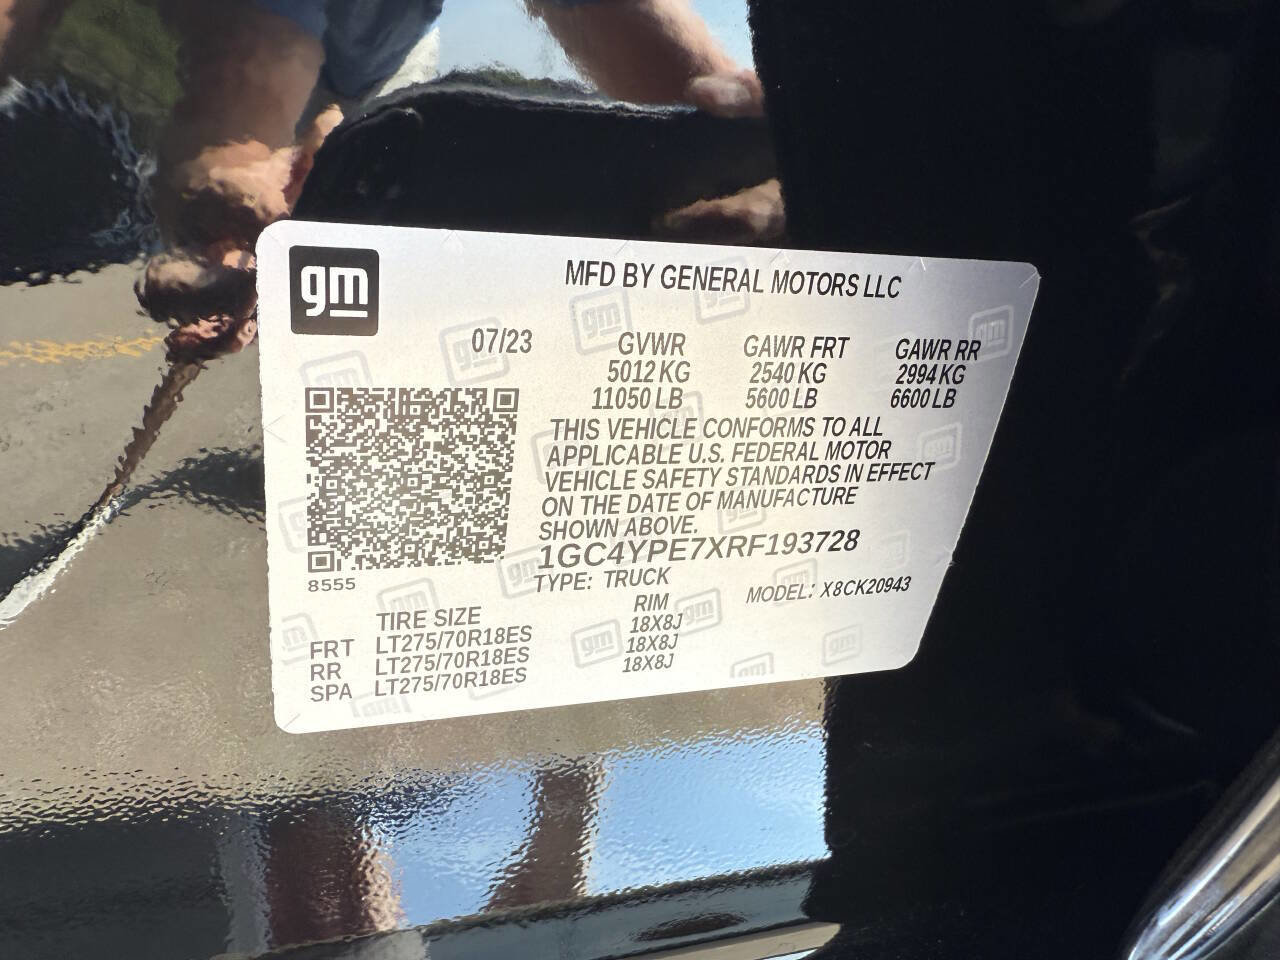 gm
MFD BY GENERAL MOTORS LLC
07/23 GVWR GAWR FRT GAWR RR
5012 KG 2540 KG 2994 KG
11050 LB 5600 LB 6600 LB
THIS VEHICLE CONFORMS TO ALL
APPLICABLE U.S. FEDERAL MOTOR
VEHICLE SAFETY STANDARDS IN EFFECT
ON THE DATE OF MANUFACTURE
SHOWN ABOVE.
1GC4YPE7XRF193728
8555 TYPE: TRUCK MODEL: X8CK20943
TIRE SIZE RIM
FRT LT275/70R18ES 18X8J
RR LT275/70R18ES 18X8J
SPA LT275/70R18ES 18X8J